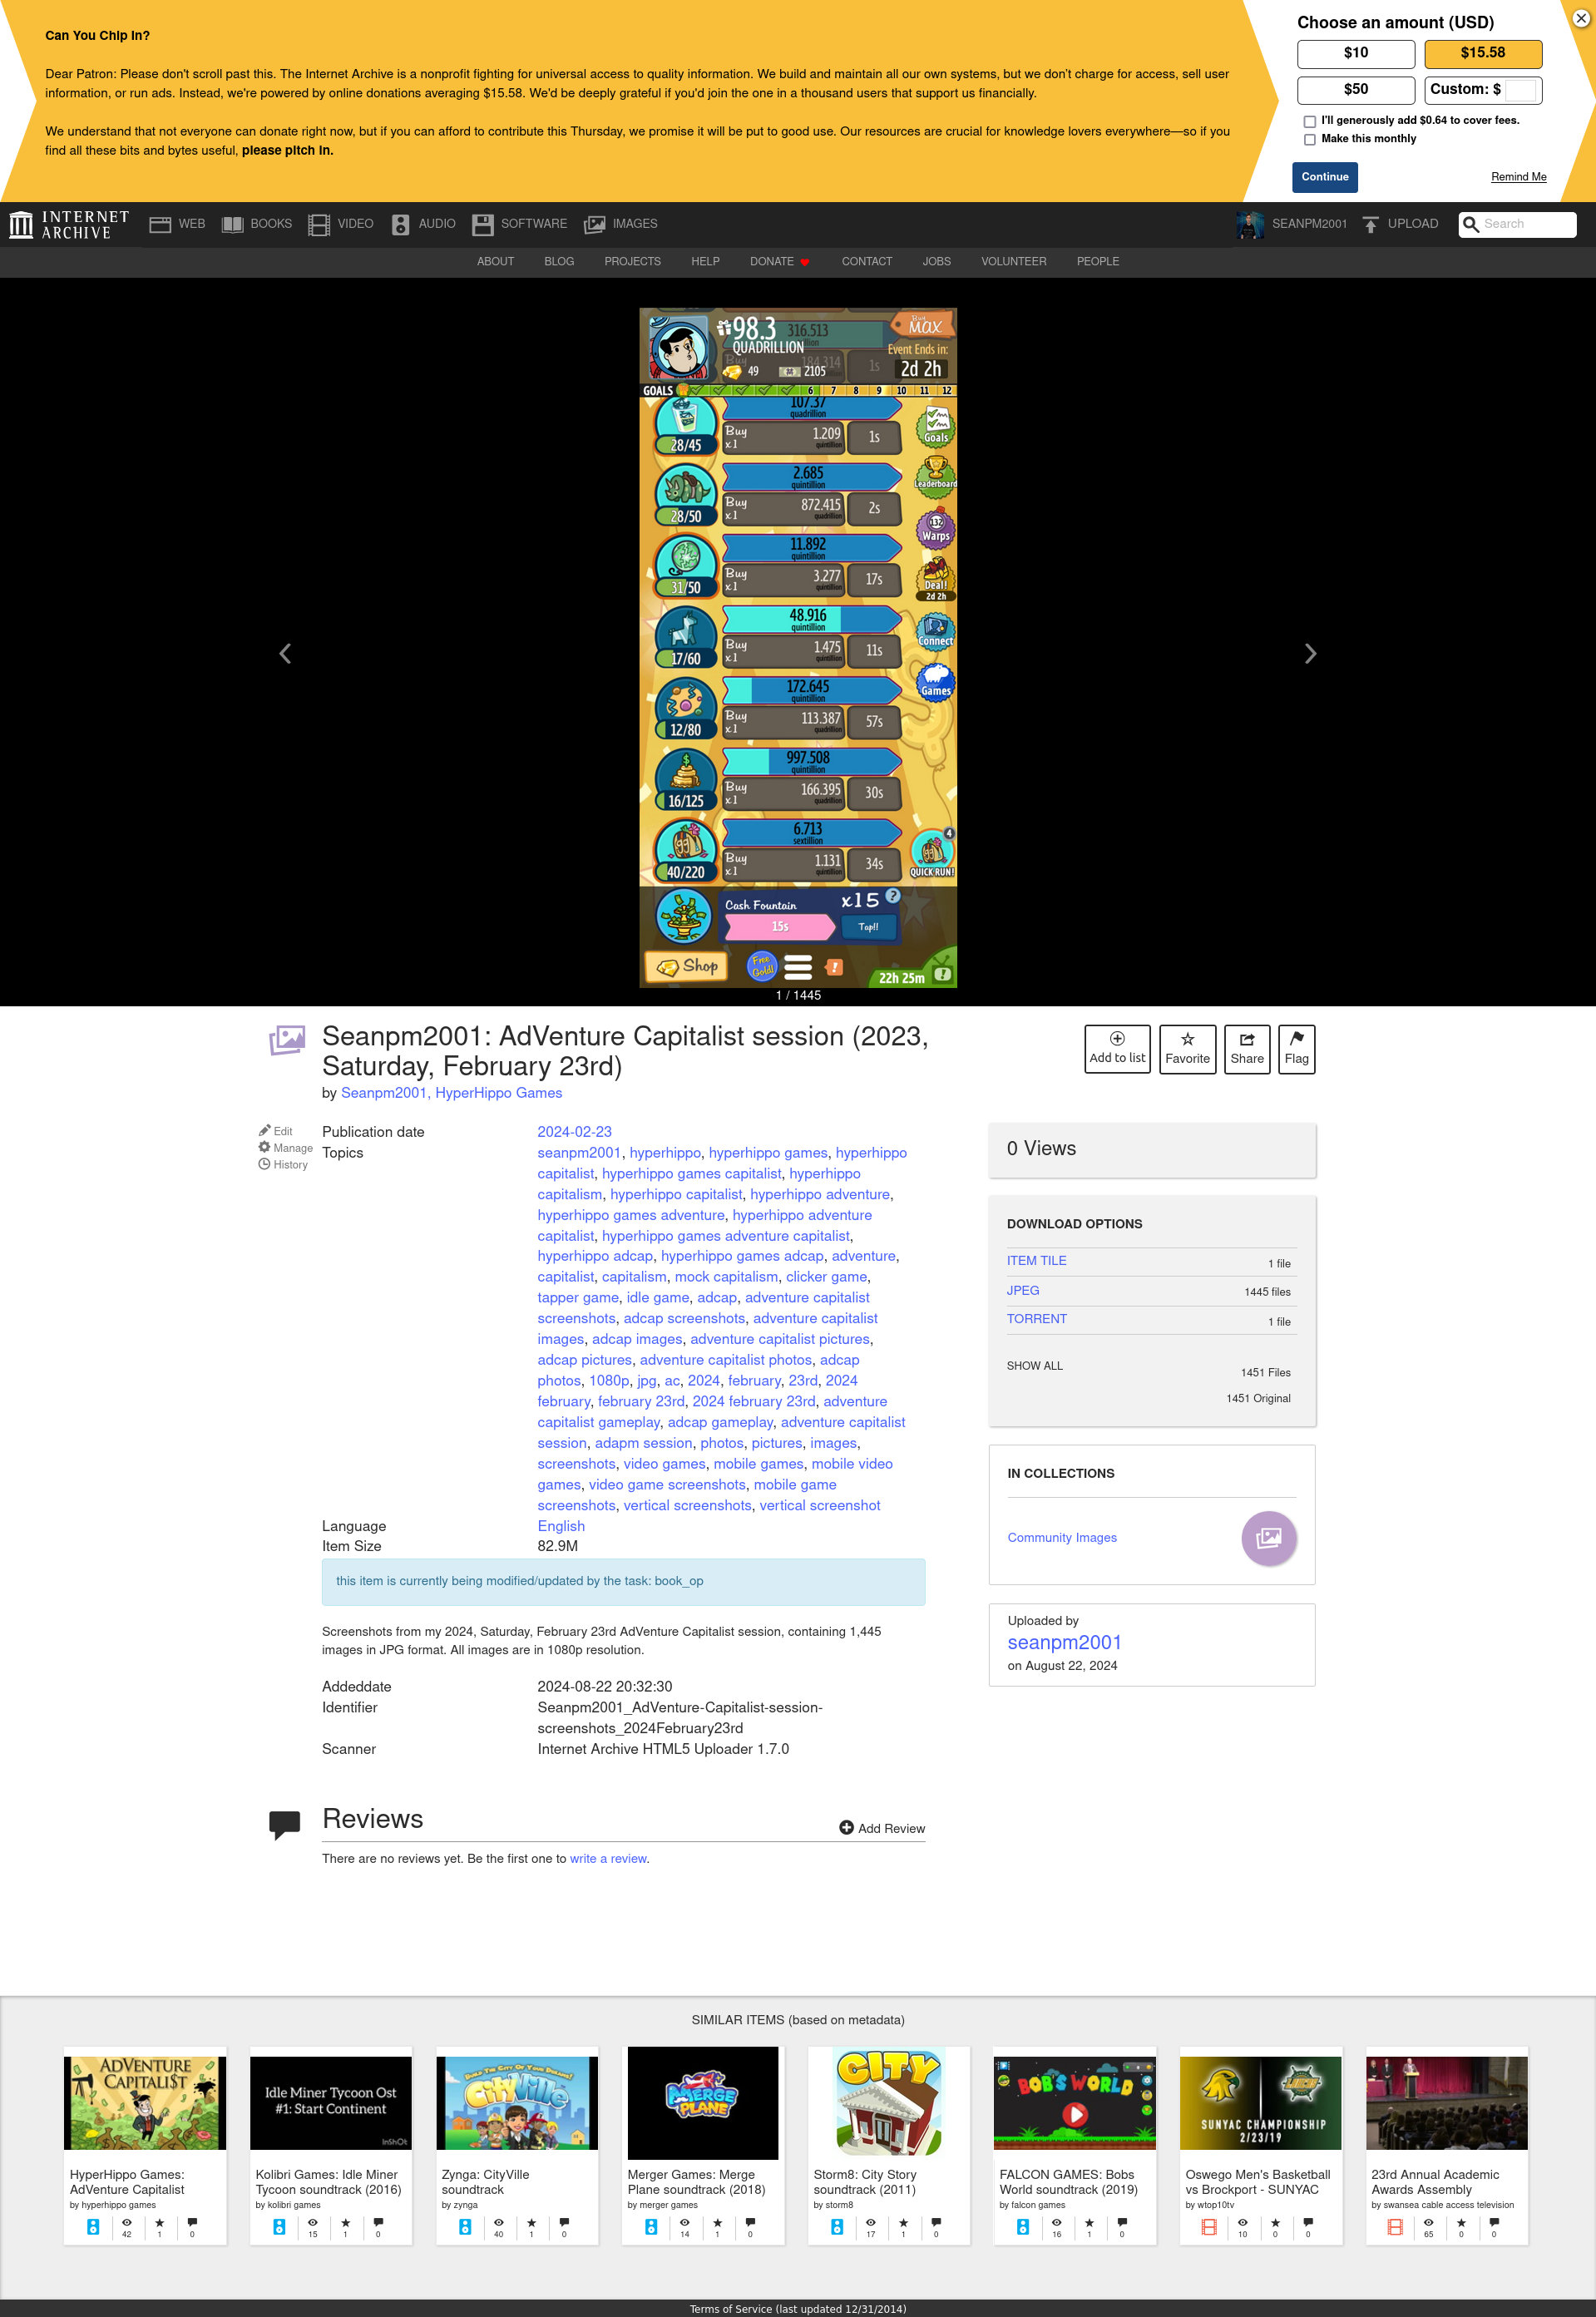 Can You Chip In?
Dear Patron: Please don't scroll past this. The Internet Archive is a nonprofit fighting for universal access to quality information. We build and maintain all our own systems, but we don't charge for access, sell user
information, or run ads. Instead, we're powered by online donations averaging $15.58. We'd be deeply grateful if you'd join the one in a thousand users that support us financially.
We understand that not everyone can donate right now, but if you can afford to contribute this Thursday, we promise it will be put to good use. Our resources are crucial for knowledge lovers everywhere—so if you
find all these bits and bytes useful, please pitch in.
Choose an amount (USD)
$10
$15.58
$50
Custom: $
I'll generously add $0.64 to cover fees.
Make this monthly
Continue
Remind Me
INTERNET
ARCHIVE
WEB
BOOKS
VIDEO
AUDIO
SOFTWARE
IMAGES
SEANPM2001
UPLOAD
Search
ABOUT
BLOG
PROJECTS
HELP
DONATE
CONTACT
JOBS
VOLUNTEER
PEOPLE
98.3
QUADRILLION
49
2105
316.513
Buy
184.314
1s
Buy
MAX
Event Ends in:
2d 2h
GOALS
6 7 8 9 10 11 12
107.37
quadrillion
28/45
Buy
x1
1.209
quintillion
1s
Goals
2.685
quintillion
28/50
Buy
x1
872.415
quadrillion
2s
Leaderboard
11.892
quintillion
31/50
Buy
x1
3.277
quintillion
17s
132
Warps
Deal!
2d 2h
48.916
quintillion
17/60
Buy
x1
1.475
quintillion
11s
Connect
172.645
quintillion
12/80
Buy
x1
113.387
quadrillion
57s
Games
997.508
quintillion
16/125
Buy
x1
166.395
quadrillion
30s
6.713
sextillion
40/220
Buy
x1
1.131
quintillion
34s
4
QUICK RUN!
Cash Fountain
x15
?
15s
Tap!!
Shop
Free
Gold!
!
22h 25m
1 / 1445
Seanpm2001: AdVenture Capitalist session (2023,
Saturday, February 23rd)
by Seanpm2001, HyperHippo Games
Add to list
Favorite
Share
Flag
Edit
Manage
History
Publication date
2024-02-23
Topics
seanpm2001, hyperhippo, hyperhippo games, hyperhippo
capitalist, hyperhippo games capitalist, hyperhippo
capitalism, hyperhippo capitalist, hyperhippo adventure,
hyperhippo games adventure, hyperhippo adventure
capitalist, hyperhippo games adventure capitalist,
hyperhippo adcap, hyperhippo games adcap, adventure,
capitalist, capitalism, mock capitalism, clicker game,
tapper game, idle game, adcap, adventure capitalist
screenshots, adcap screenshots, adventure capitalist
images, adcap images, adventure capitalist pictures,
adcap pictures, adventure capitalist photos, adcap
photos, 1080p, jpg, ac, 2024, february, 23rd, 2024
february, february 23rd, 2024 february 23rd, adventure
capitalist gameplay, adcap gameplay, adventure capitalist
session, adapm session, photos, pictures, images,
screenshots, video games, mobile games, mobile video
games, video game screenshots, mobile game
screenshots, vertical screenshots, vertical screenshot
Language
English
Item Size
82.9M
this item is currently being modified/updated by the task: book_op
Screenshots from my 2024, Saturday, February 23rd AdVenture Capitalist session, containing 1,445
images in JPG format. All images are in 1080p resolution.
Addeddate
2024-08-22 20:32:30
Identifier
Seanpm2001_AdVenture-Capitalist-session-
screenshots_2024February23rd
Scanner
Internet Archive HTML5 Uploader 1.7.0
0 Views
DOWNLOAD OPTIONS
ITEM TILE
1 file
JPEG
1445 files
TORRENT
1 file
SHOW ALL
1451 Files
1451 Original
IN COLLECTIONS
Community Images
Uploaded by
seanpm2001
on August 22, 2024
Reviews
Add Review
There are no reviews yet. Be the first one to write a review.
SIMILAR ITEMS (based on metadata)
ADVENTURE
CAPITALI$T
HyperHippo Games:
AdVenture Capitalist
by hyperhippo games
42 1 0
Idle Miner Tycoon Ost
#1: Start Continent
InShOt
Kolibri Games: Idle Miner
Tycoon soundtrack (2016)
by kolibri games
15 1 0
BUILD THE CITY OF YOUR DREAMS!
CityVille
Zynga: CityVille
soundtrack
by zynga
40 1 0
MERGE
PLANE
Merger Games: Merge
Plane soundtrack (2018)
by merger games
14 1 0
CITY
Storm8: City Story
soundtrack (2011)
by storm8
17 1 0
BOB'S WORLD
FALCON GAMES: Bobs
World soundtrack (2019)
by falcon games
16 1 0
SUNYAC CHAMPIONSHIP
2/23/19
Oswego Men's Basketball
vs Brockport - SUNYAC
by wtop10tv
10 0 0
23rd Annual Academic
Awards Assembly
by swansea cable access television
65 0 0
Terms of Service (last updated 12/31/2014)